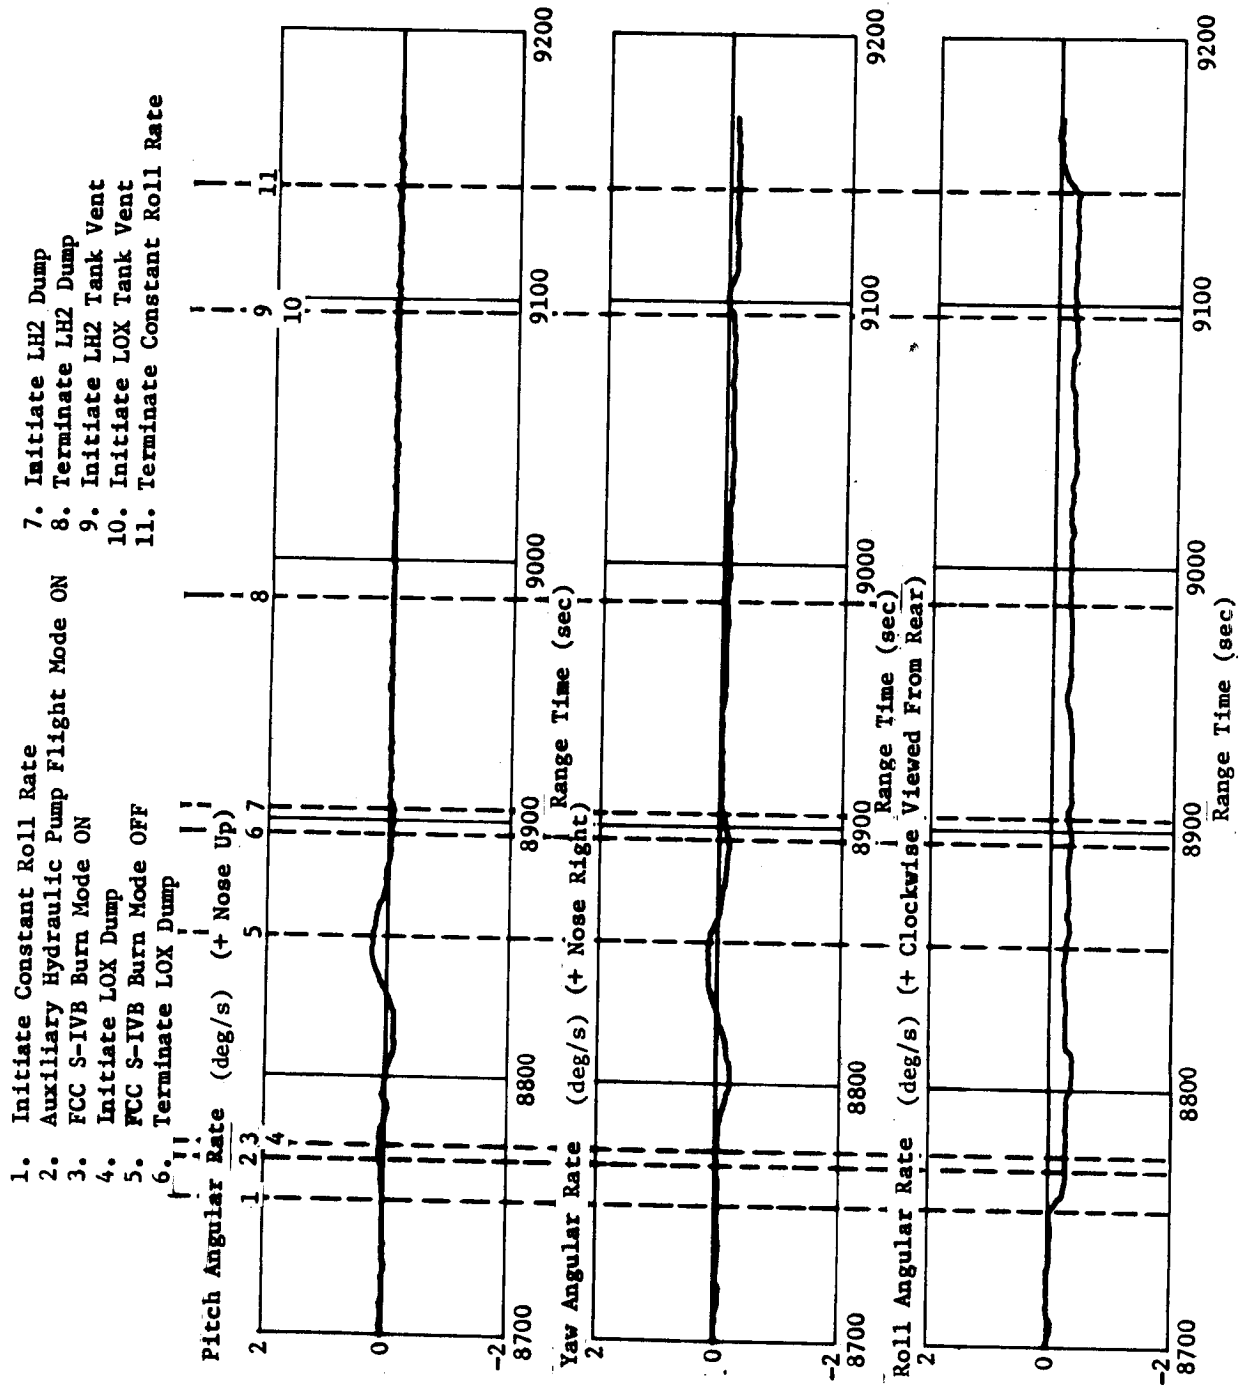 1. Initiate Constant Roll Rate
2. Auxiliary Hydraulic Pump Flight Mode ON
3. FCC S-IVB Burn Mode ON
4. Initiate LOX Dump
5. FCC S-IVB Burn Mode OFF
6. Terminate LOX Dump
7. Initiate LH2 Dump
8. Terminate LH2 Dump
9. Initiate LH2 Tank Vent
10. Initiate LOX Tank Vent
11. Terminate Constant Roll Rate
Pitch Angular Rate (deg/s) (+ Nose Up)
1 2 3 5 6 7 8 9 11
4 10
2
0
-2
8700 8800 8900 9000 9100 9200
Range Time (sec)
Yaw Angular Rate (deg/s) (+ Nose Right)
2
0
-2
8700 8800 8900 9000 9100 9200
Range Time (sec)
Roll Angular Rate (deg/s) (+ Clockwise Viewed From Rear)
2
0
-2
8700 8800 8900 9000 9100 9200
Range Time (sec)